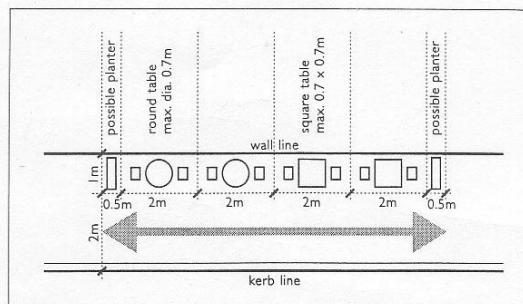 possible planter
round table
max. dia. 0.7m
square table
max. 0.7 x 0.7m
possible planter
wall line
1m
0.5m
2m
2m
2m
2m
0.5m
2m
kerb line